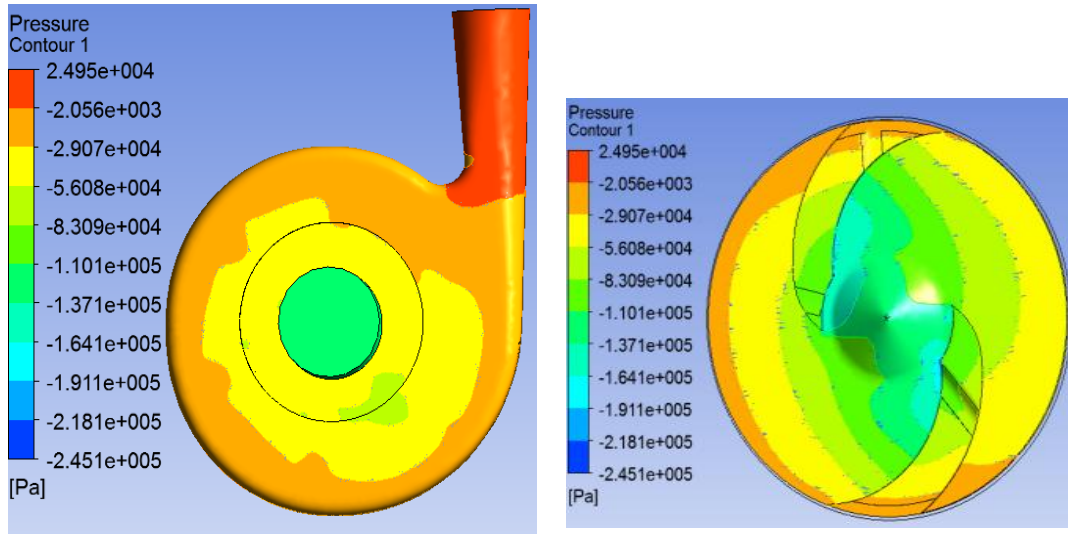 Pressure
Contour 1
2.495e+004
-2.056e+003
-2.907e+004
-5.608e+004
-8.309e+004
-1.101e+005
-1.371e+005
-1.641e+005
-1.911e+005
-2.181e+005
-2.451e+005
[Pa]
Pressure
Contour 1
2.495e+004
-2.056e+003
-2.907e+004
-5.608e+004
-8.309e+004
-1.101e+005
-1.371e+005
-1.641e+005
-1.911e+005
-2.181e+005
-2.451e+005
[Pa]